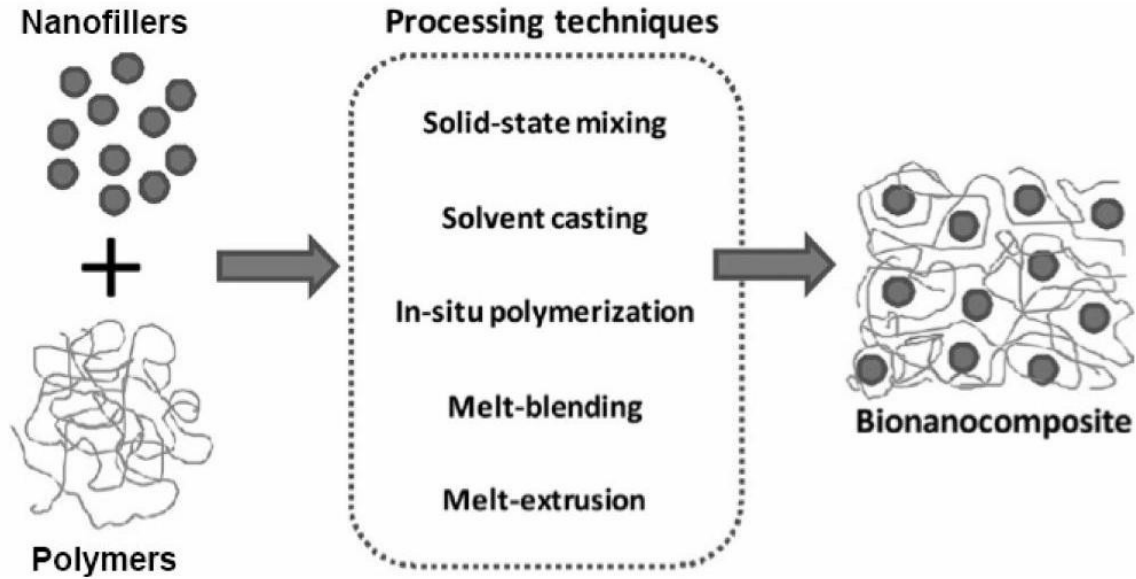 Nanofillers
Polymers
Processing techniques
Solid-state mixing
Solvent casting
In-situ polymerization
Melt-blending
Melt-extrusion
Bionanocomposite